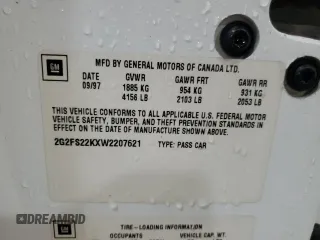 GM
MFD BY GENERAL MOTORS OF CANADA LTD.
DATE GVWR GAWR FRT GAWR RR
09/97 1885 KG 954 KG 931 KG
4156 LB 2103 LB 2053 LB
THIS VEHICLE CONFORMS TO ALL APPLICABLE U.S. FEDERAL MOTOR
VEHICLE SAFETY, BUMPER, AND THEFT PREVENTION STANDARDS IN
EFFECT ON THE DATE OF MANUFACTURE SHOWN ABOVE.
2G2FS22KXW2207621 TYPE: PASS CAR
GM
TIRE-LOADING INFORMATION
OCCUPANTS VEHICLE CAP. WT.
DREAMBID